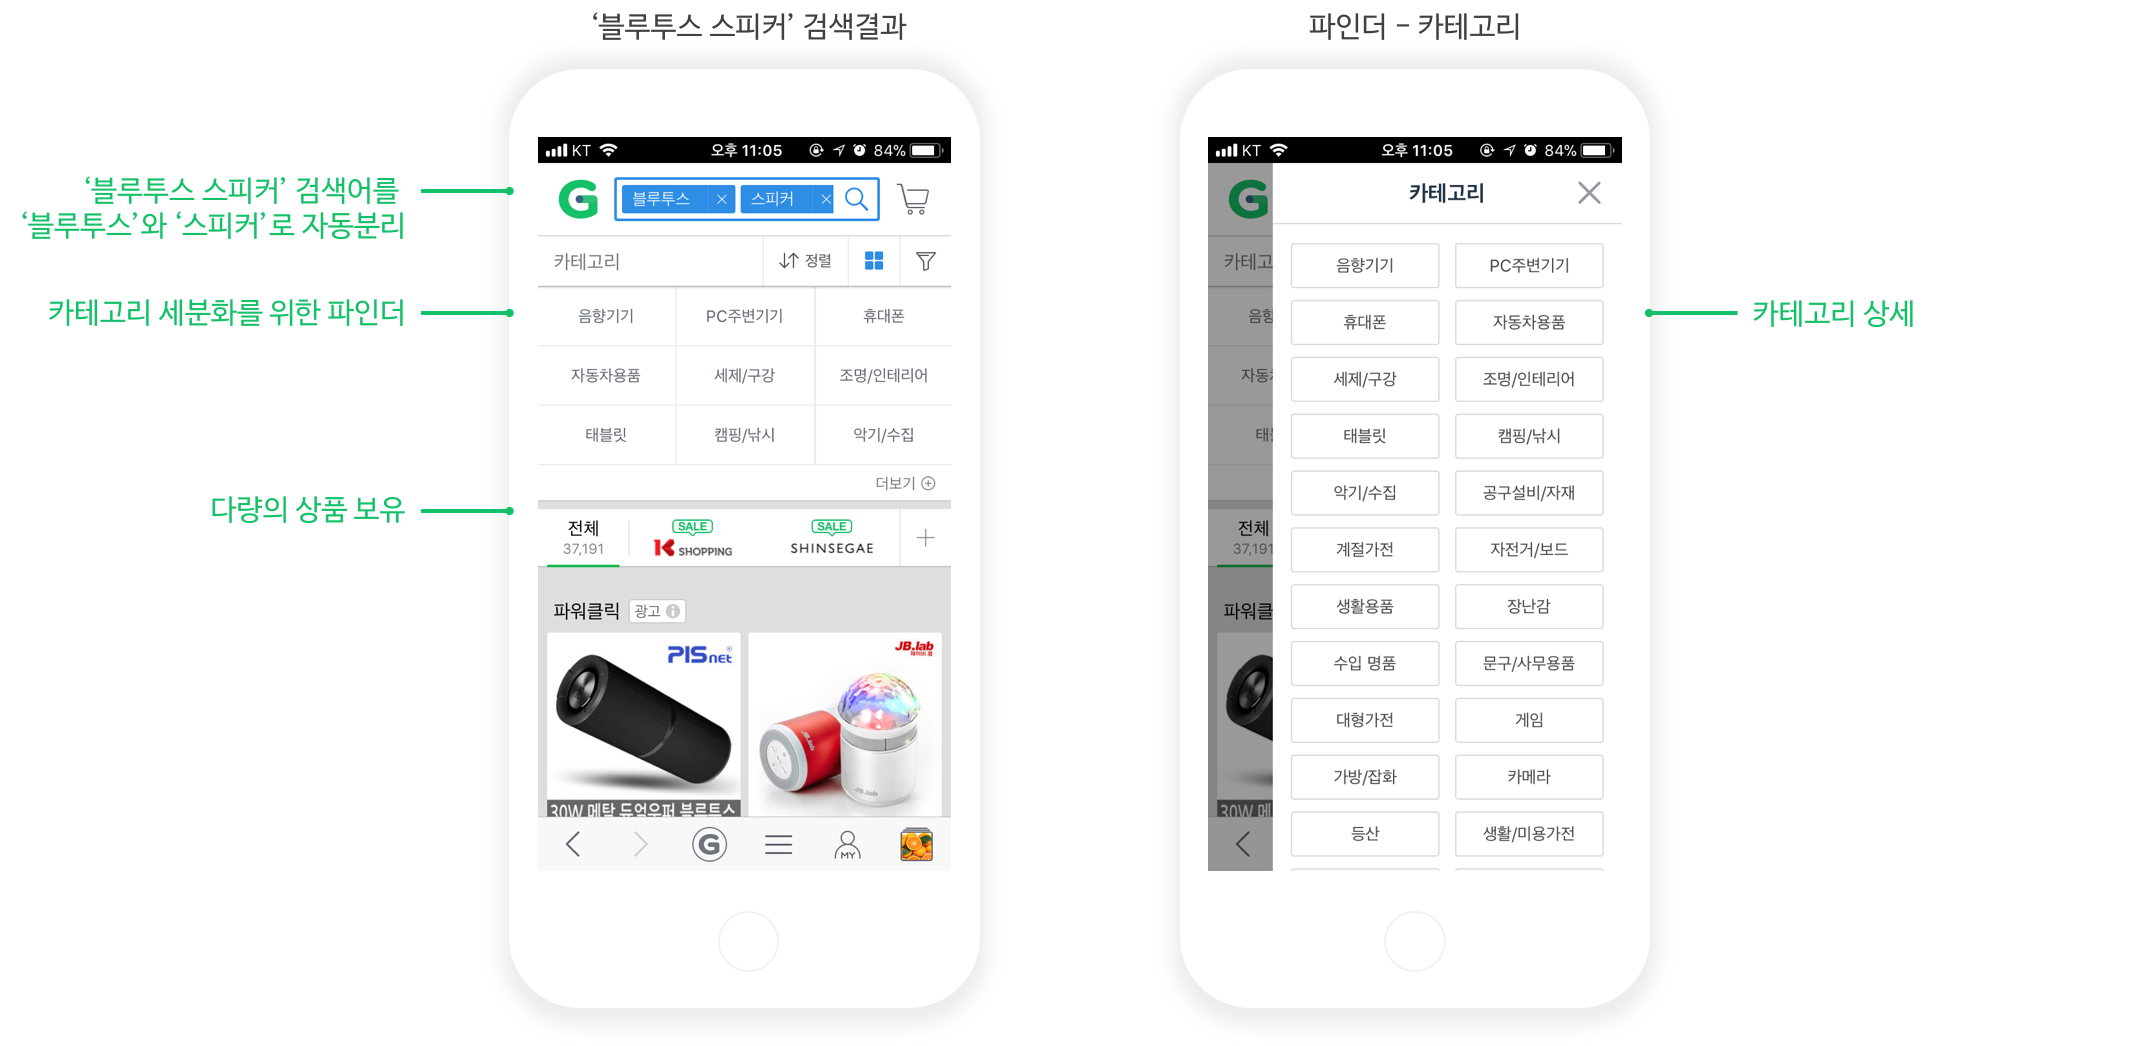 ‘블루투스 스피커’ 검색결과
파인더 – 카테고리
‘블루투스 스피커’ 검색어를
‘블루투스’와 ‘스피커’로 자동분리
카테고리 세분화를 위한 파인더
다량의 상품 보유
KT 오후 11:05 84%
G 블루투스 × 스피커 ×
카테고리 정렬
음향기기 PC주변기기 휴대폰
자동차용품 세제/구강 조명/인테리어
태블릿 캠핑/낚시 악기/수집
더보기
전체 SALE SALE
37,191 K SHOPPING SHINSEGAE
파워클릭 광고
PISnet JB.lab
제이비랩
JB.lab
JB.lab
30W 메탈 듀얼우퍼 블루투스
G MY
KT 오후 11:05 84%
G 카테고리
카테고
음향기기 PC주변기기
음향
휴대폰 자동차용품
자동차
세제/구강 조명/인테리어
태블릿 캠핑/낚시
태블
악기/수집 공구설비/자재
전체
37,191
계절가전 자전거/보드
생활용품 장난감
파워클
수입 명품 문구/사무용품
대형가전 게임
가방/잡화 카메라
30W 메
등산 생활/미용가전
카테고리 상세